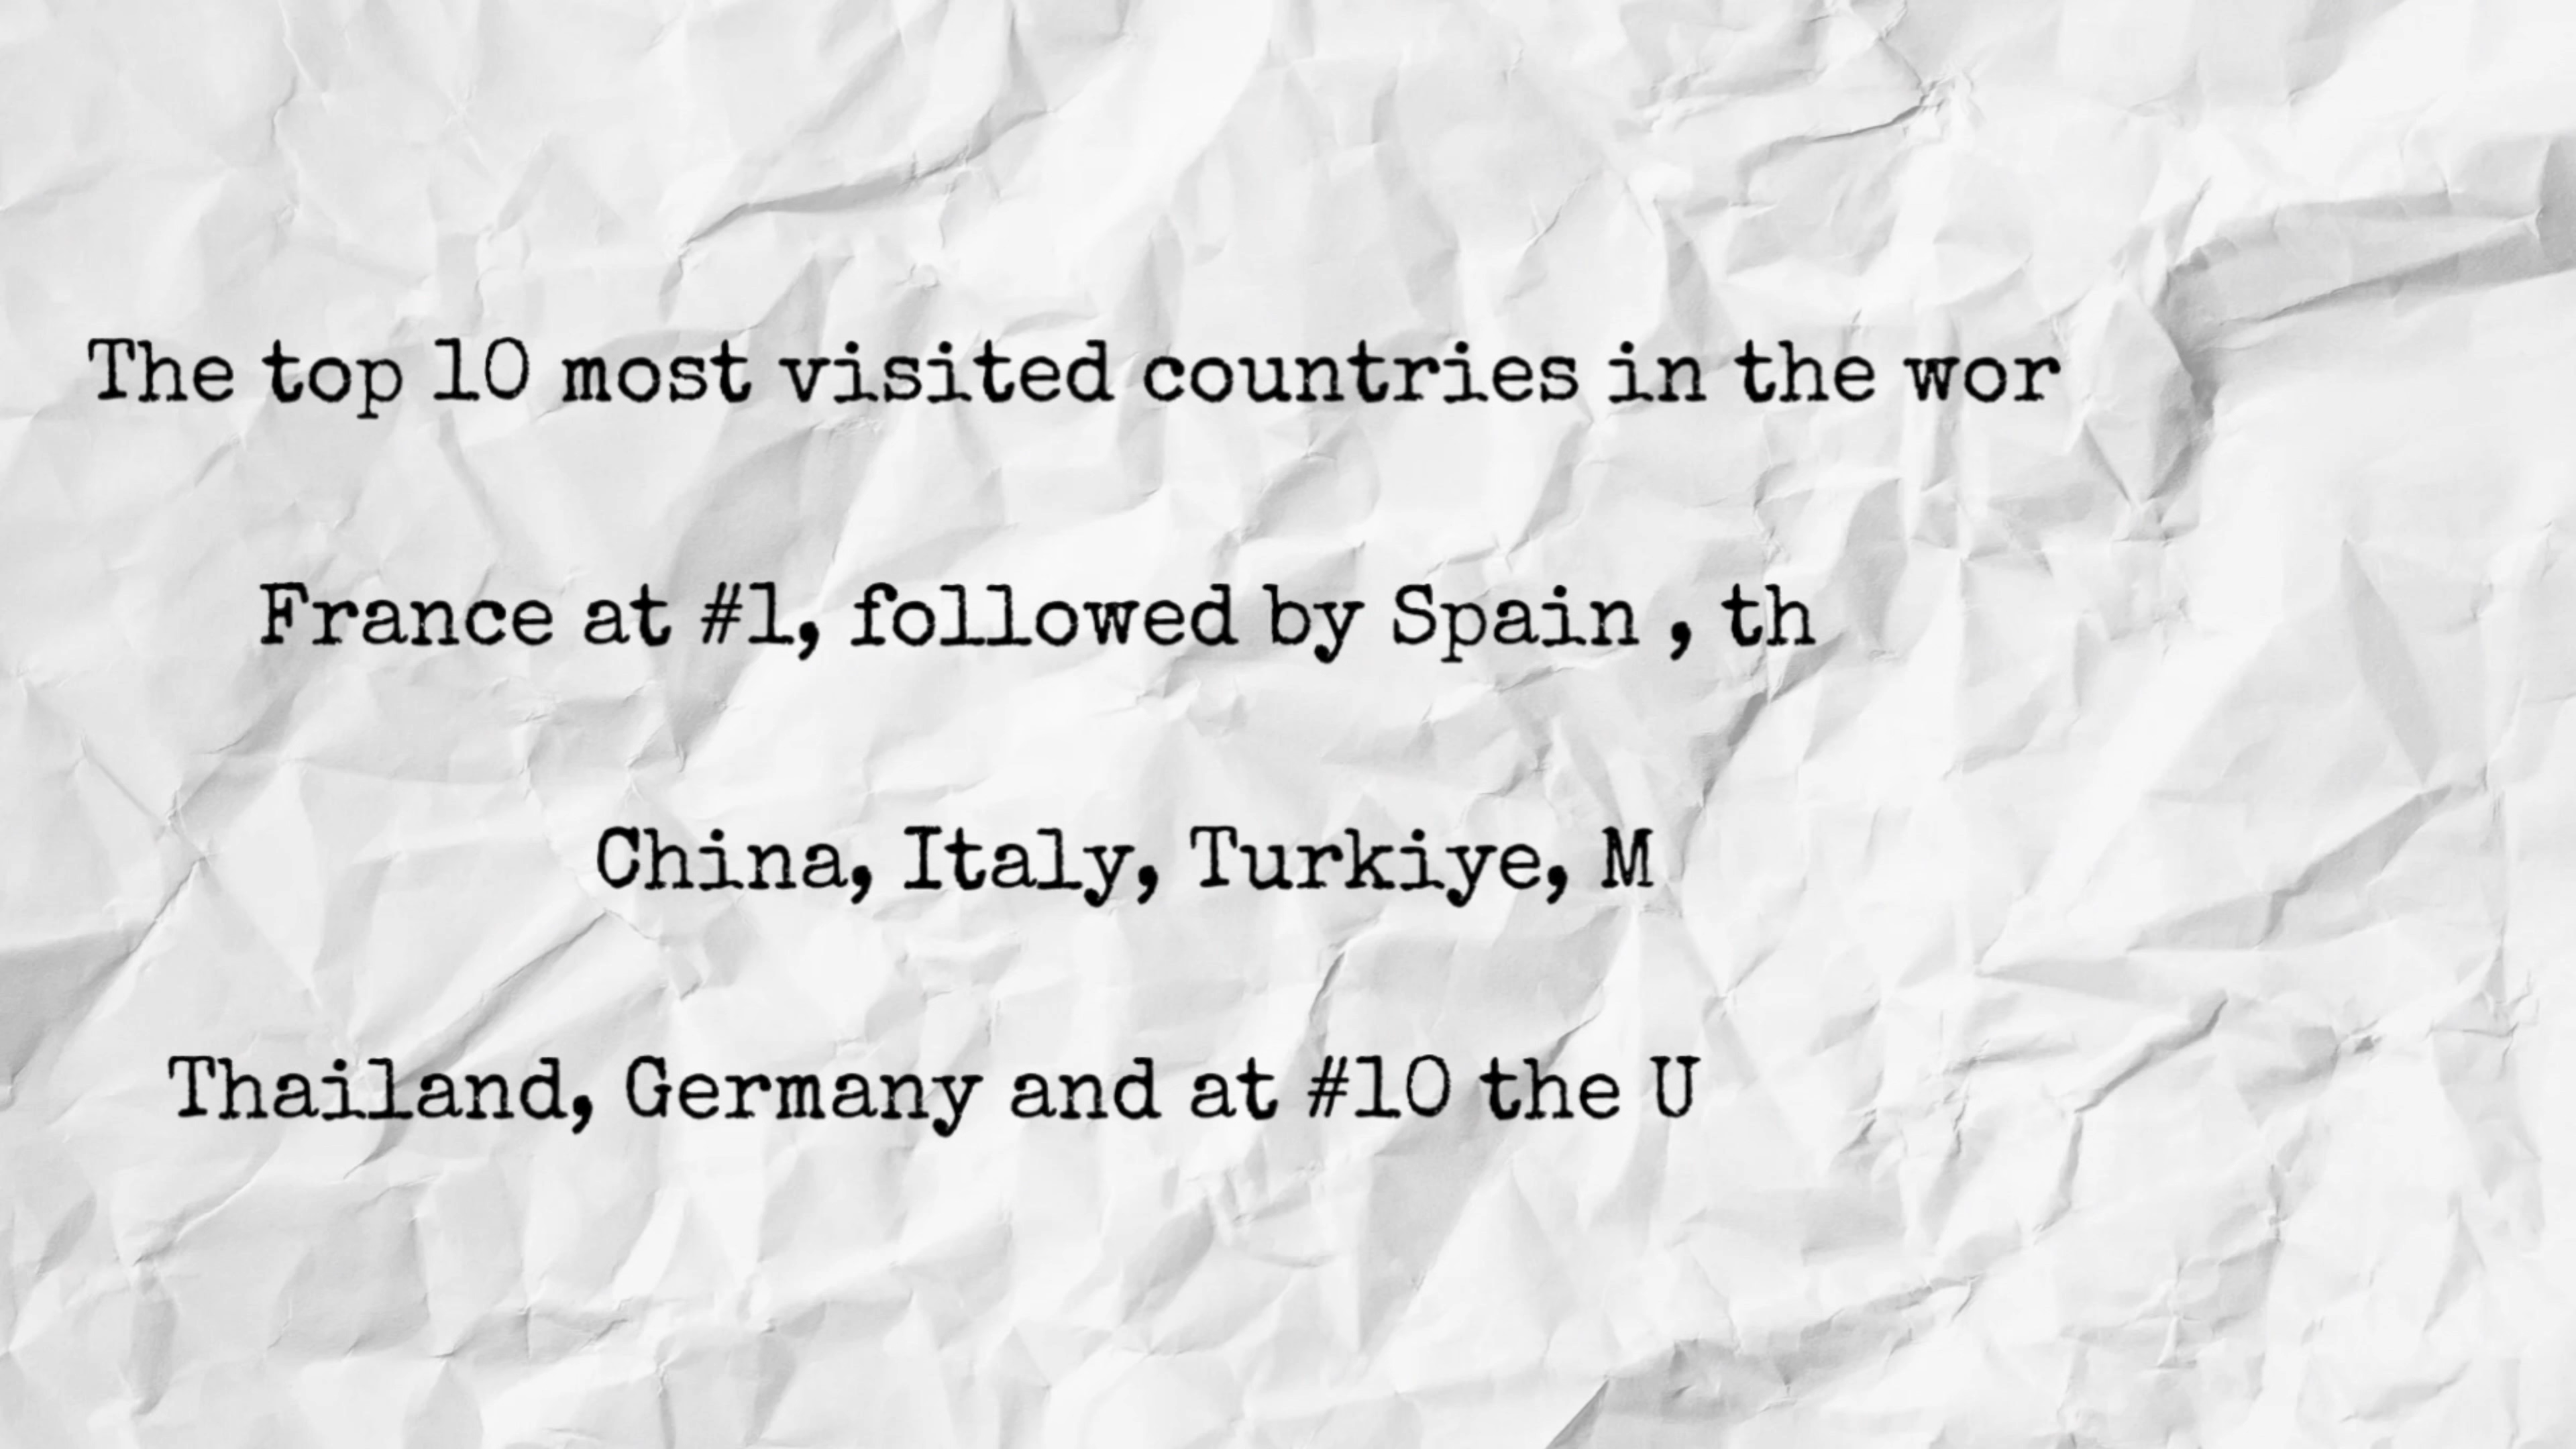 The top 10 most visited countries in the wor
France at #1, followed by Spain , th
China, Italy, Turkiye, M
Thailand, Germany and at #10 the U